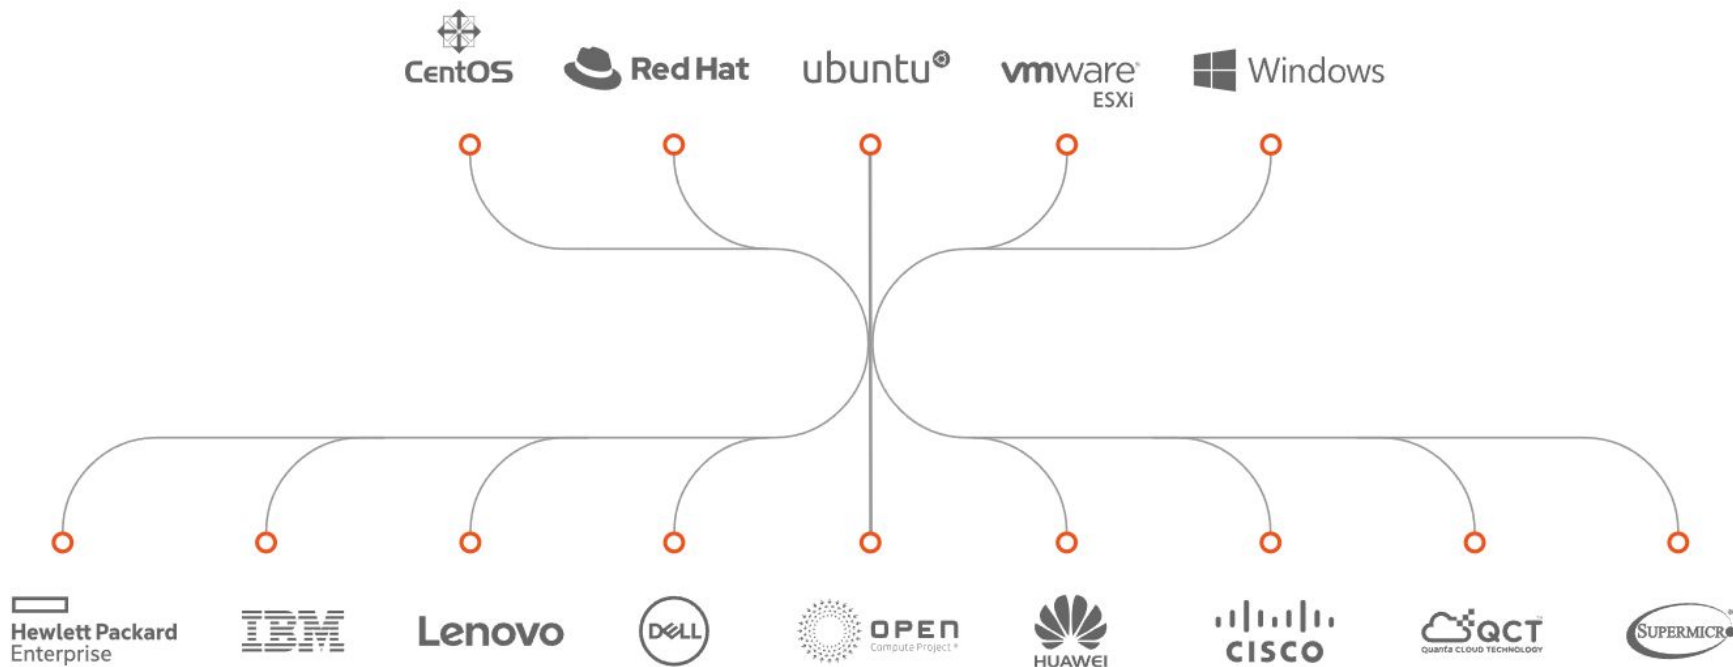 CentOS
Red Hat
ubuntu
vmware
ESXi
Windows
Hewlett Packard
Enterprise
IBM
Lenovo
DELL
OPEN
Compute Project
HUAWEI
CISCO
QCT
Quanta CLOUD TECHNOLOGY
SUPERMICR